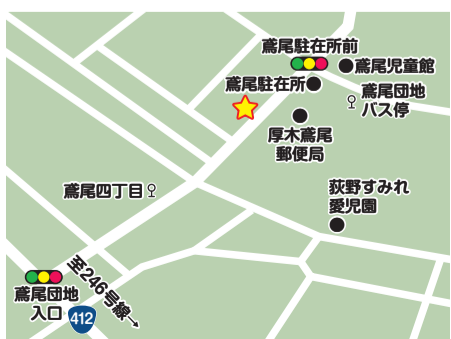 鳶尾駐在所前
鳶尾児童館
鳶尾駐在所
鳶尾団地
バス停
厚木鳶尾
郵便局
鳶尾四丁目
荻野すみれ
愛児園
至246号線→
鳶尾団地
入口
412